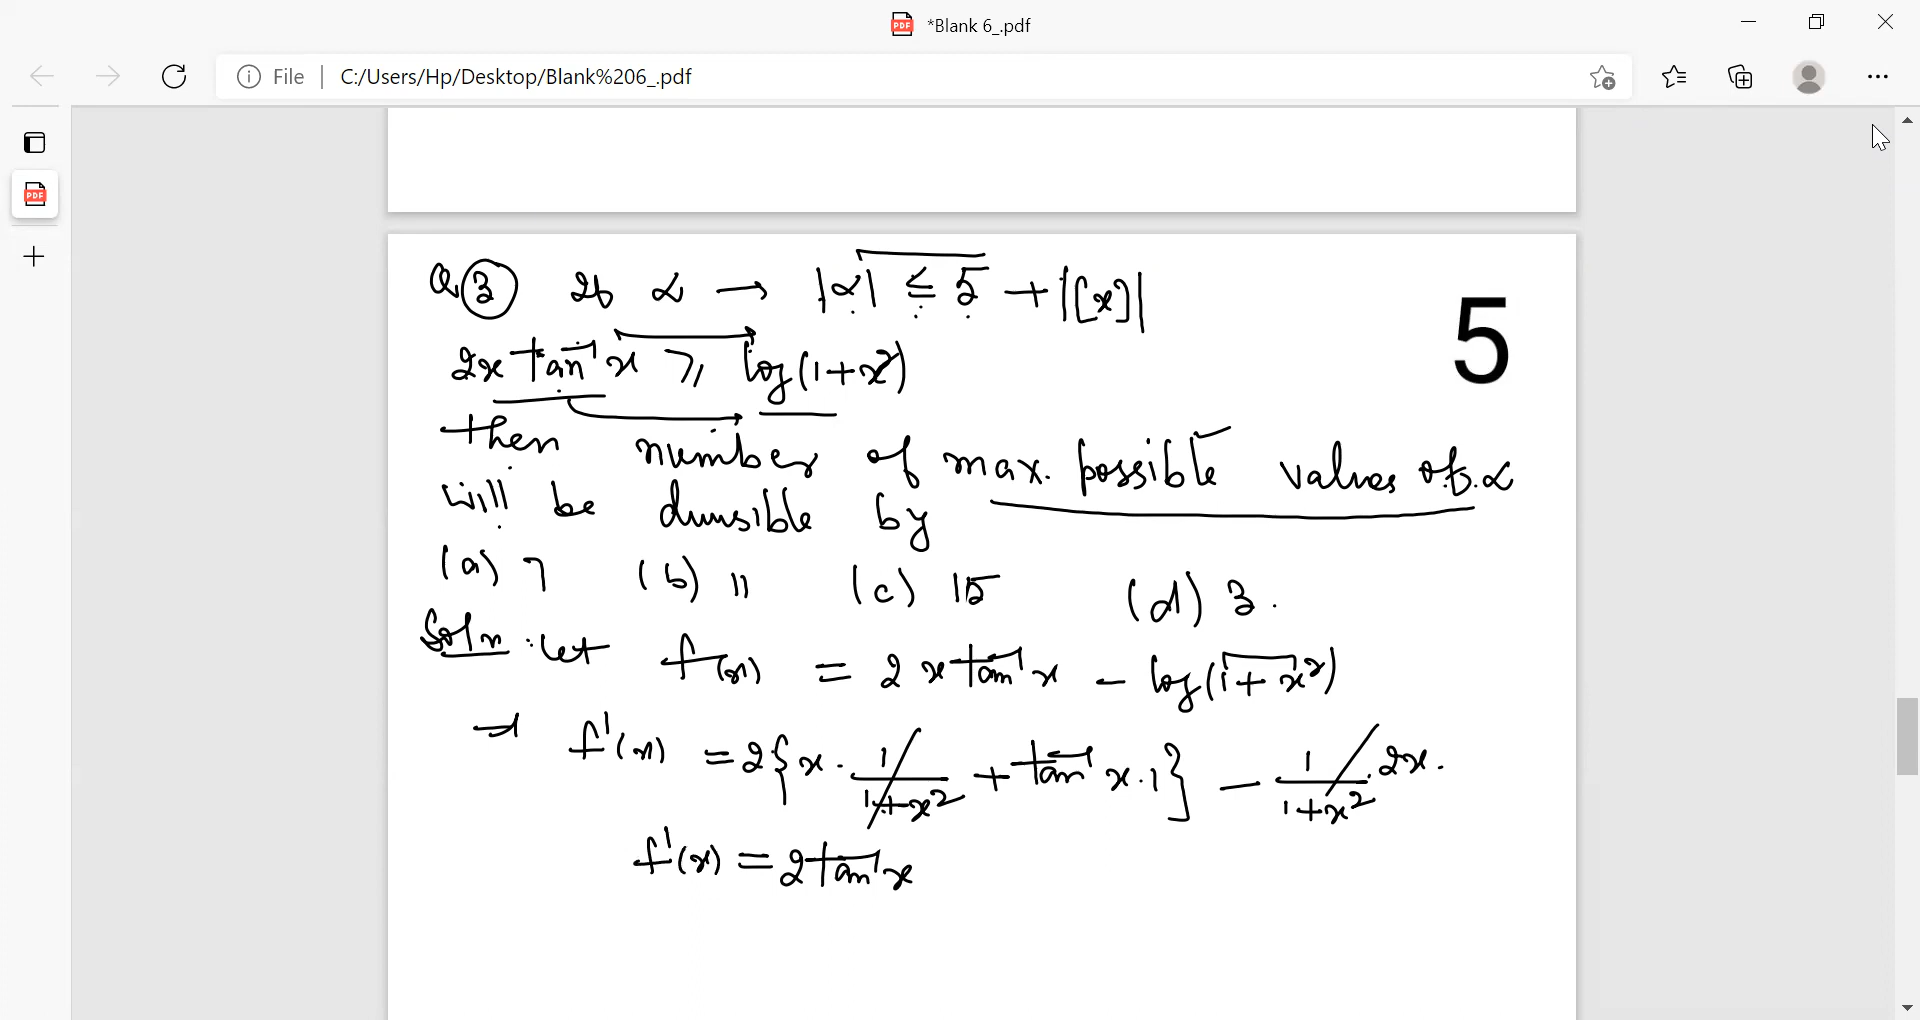 *Blank 6_.pdf
File | C:/Users/Hp/Desktop/Blank%206_.pdf
Q.3 If α → |α| ≤ 5 + |[x]|
2x tan⁻¹x ⩾ log(1+x²)
5
then number of max. possible values of α
will be divisible by
(a) 7 (b) 11 (c) 15 (d) 3.
Soln : Let f(x) = 2x tan⁻¹x - log(1+x²)
⇒ f'(x) = 2{x · 1/(1+x²) + tan⁻¹x · 1} - 1/(1+x²) · 2x.
f'(x) = 2tan⁻¹x